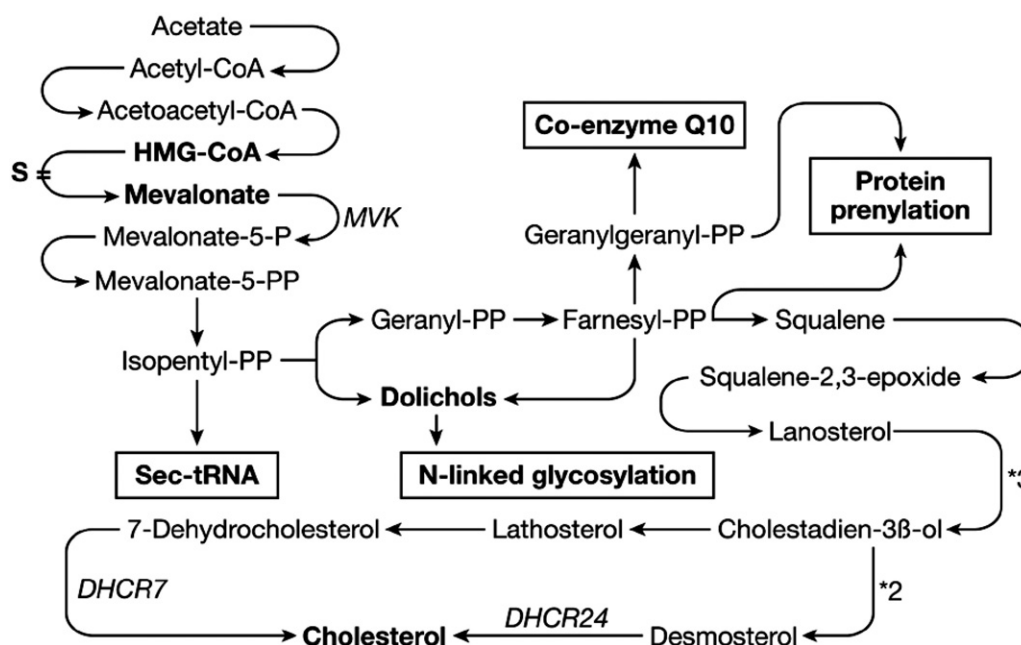 Acetate
Acetyl-CoA
Acetoacetyl-CoA
HMG-CoA
S =
Mevalonate
MVK
Mevalonate-5-P
Mevalonate-5-PP
Isopentyl-PP
Sec-tRNA
Co-enzyme Q10
Protein
prenylation
Geranylgeranyl-PP
Geranyl-PP
Farnesyl-PP
Squalene
Dolichols
Squalene-2,3-epoxide
Lanosterol
N-linked glycosylation
7-Dehydrocholesterol
Lathosterol
Cholestadien-3ß-ol
DHCR7
*2
DHCR24
Cholesterol
Desmosterol